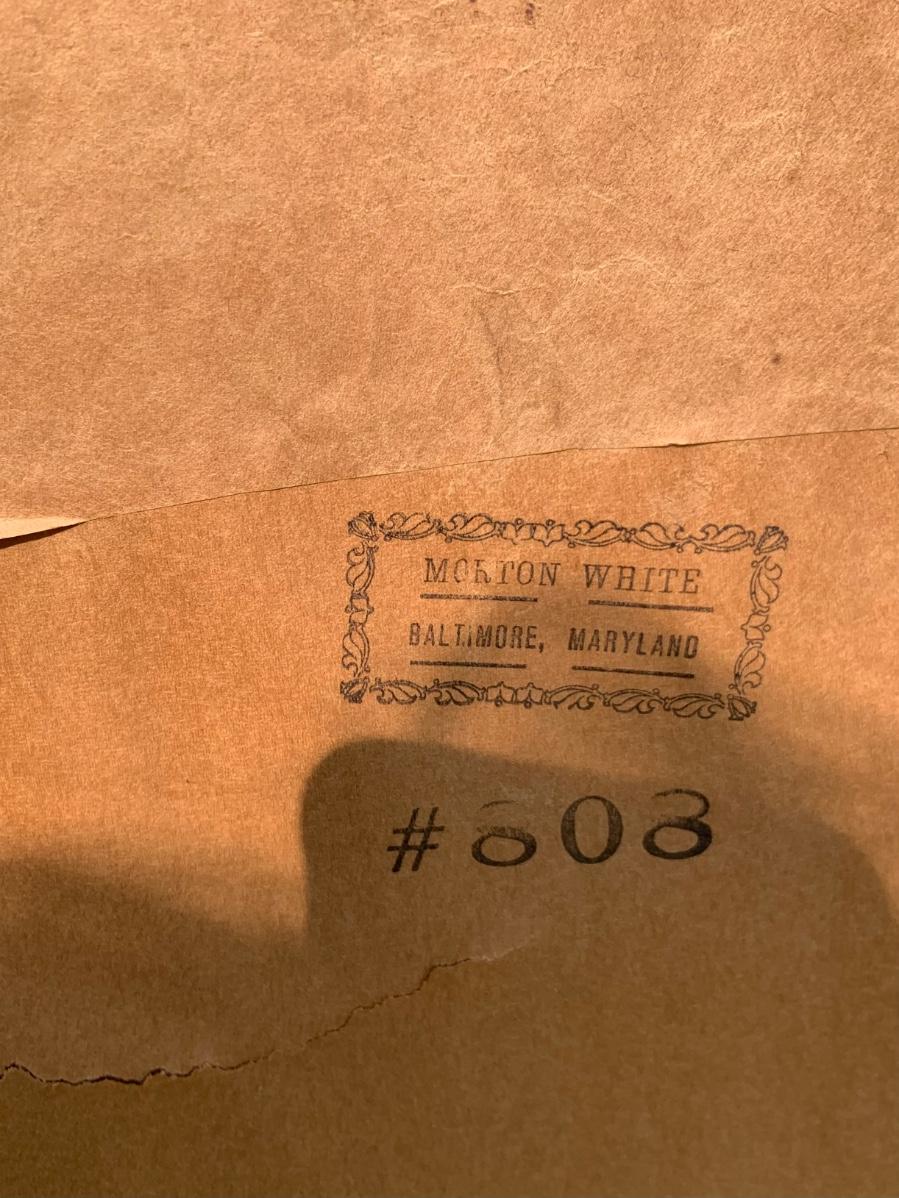 MORTON WHITE
BALTIMORE, MARYLAND
#808